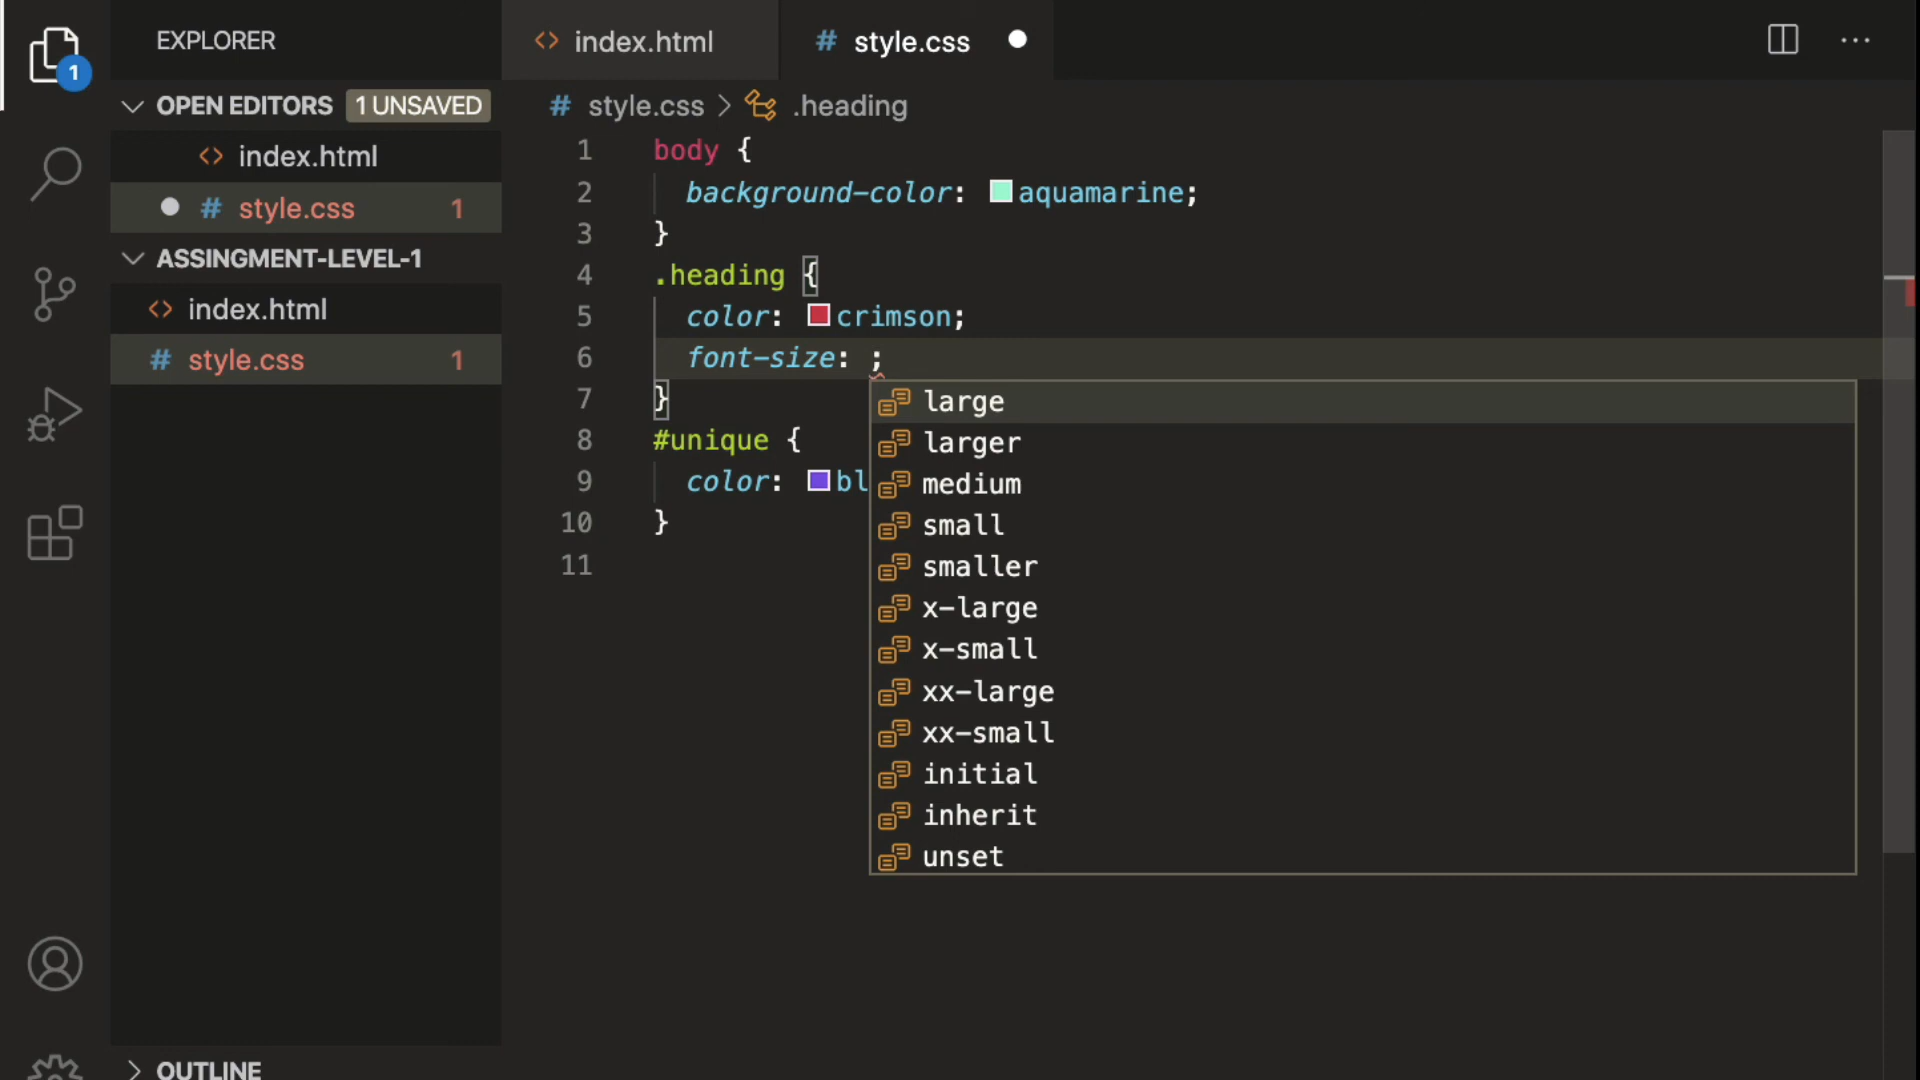 EXPLORER
index.html
# style.css
1
OPEN EDITORS
1 UNSAVED
index.html
# style.css 1
ASSINGMENT-LEVEL-1
index.html
# style.css 1
OUTLINE
# style.css > .heading
1 body {
2 background-color: aquamarine;
3 }
4 .heading {
5 color: crimson;
6 font-size: ;
7 }
8 #unique {
9 color: bl
10 }
11
large
larger
medium
small
smaller
x-large
x-small
xx-large
xx-small
initial
inherit
unset